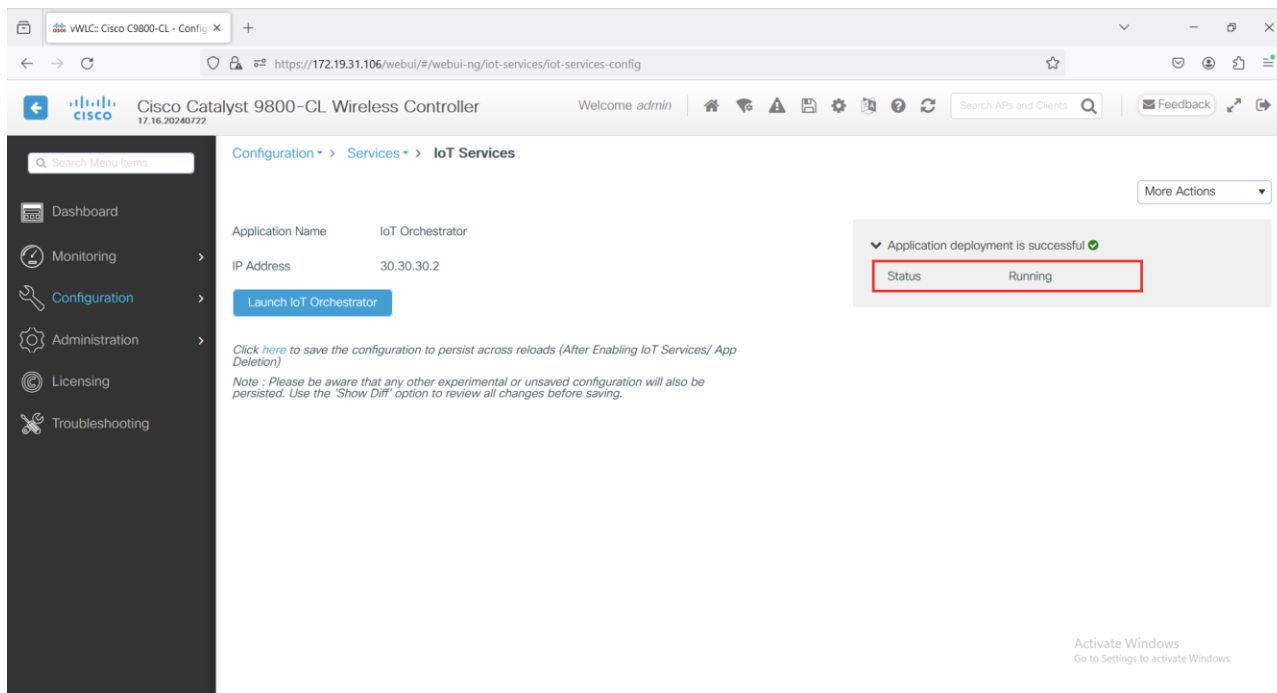 vWLC:: Cisco C9800-CL - Config
https://172.19.31.106/webui/#/webui-ng/iot-services/iot-services-config
CISCO
Cisco Catalyst 9800-CL Wireless Controller
17.16.20240722
Welcome admin
Search APs and Clients
Feedback
Search Menu Items
Dashboard
Monitoring
Configuration
Administration
Licensing
Troubleshooting
Configuration > Services > IoT Services
More Actions
Application Name IoT Orchestrator
IP Address 30.30.30.2
Launch IoT Orchestrator
Click here to save the configuration to persist across reloads (After Enabling IoT Services/ App
Deletion)
Note : Please be aware that any other experimental or unsaved configuration will also be
persisted. Use the 'Show Diff' option to review all changes before saving.
Application deployment is successful
Status Running
Activate Windows
Go to Settings to activate Windows.